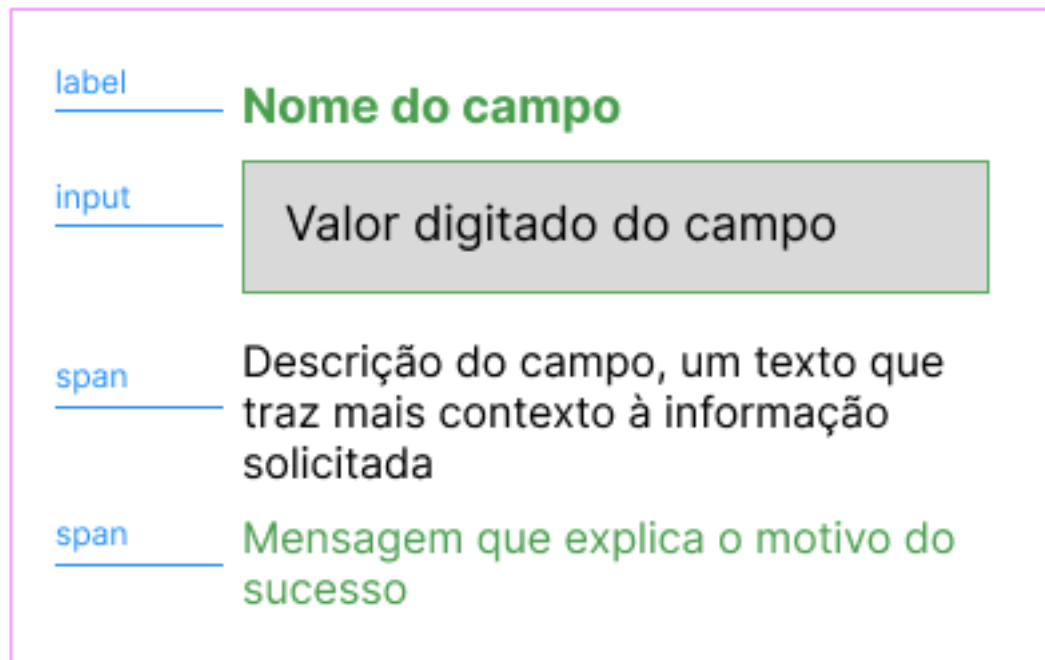 label
Nome do campo
input
Valor digitado do campo
span
Descrição do campo, um texto que
traz mais contexto à informação
solicitada
span
Mensagem que explica o motivo do
sucesso